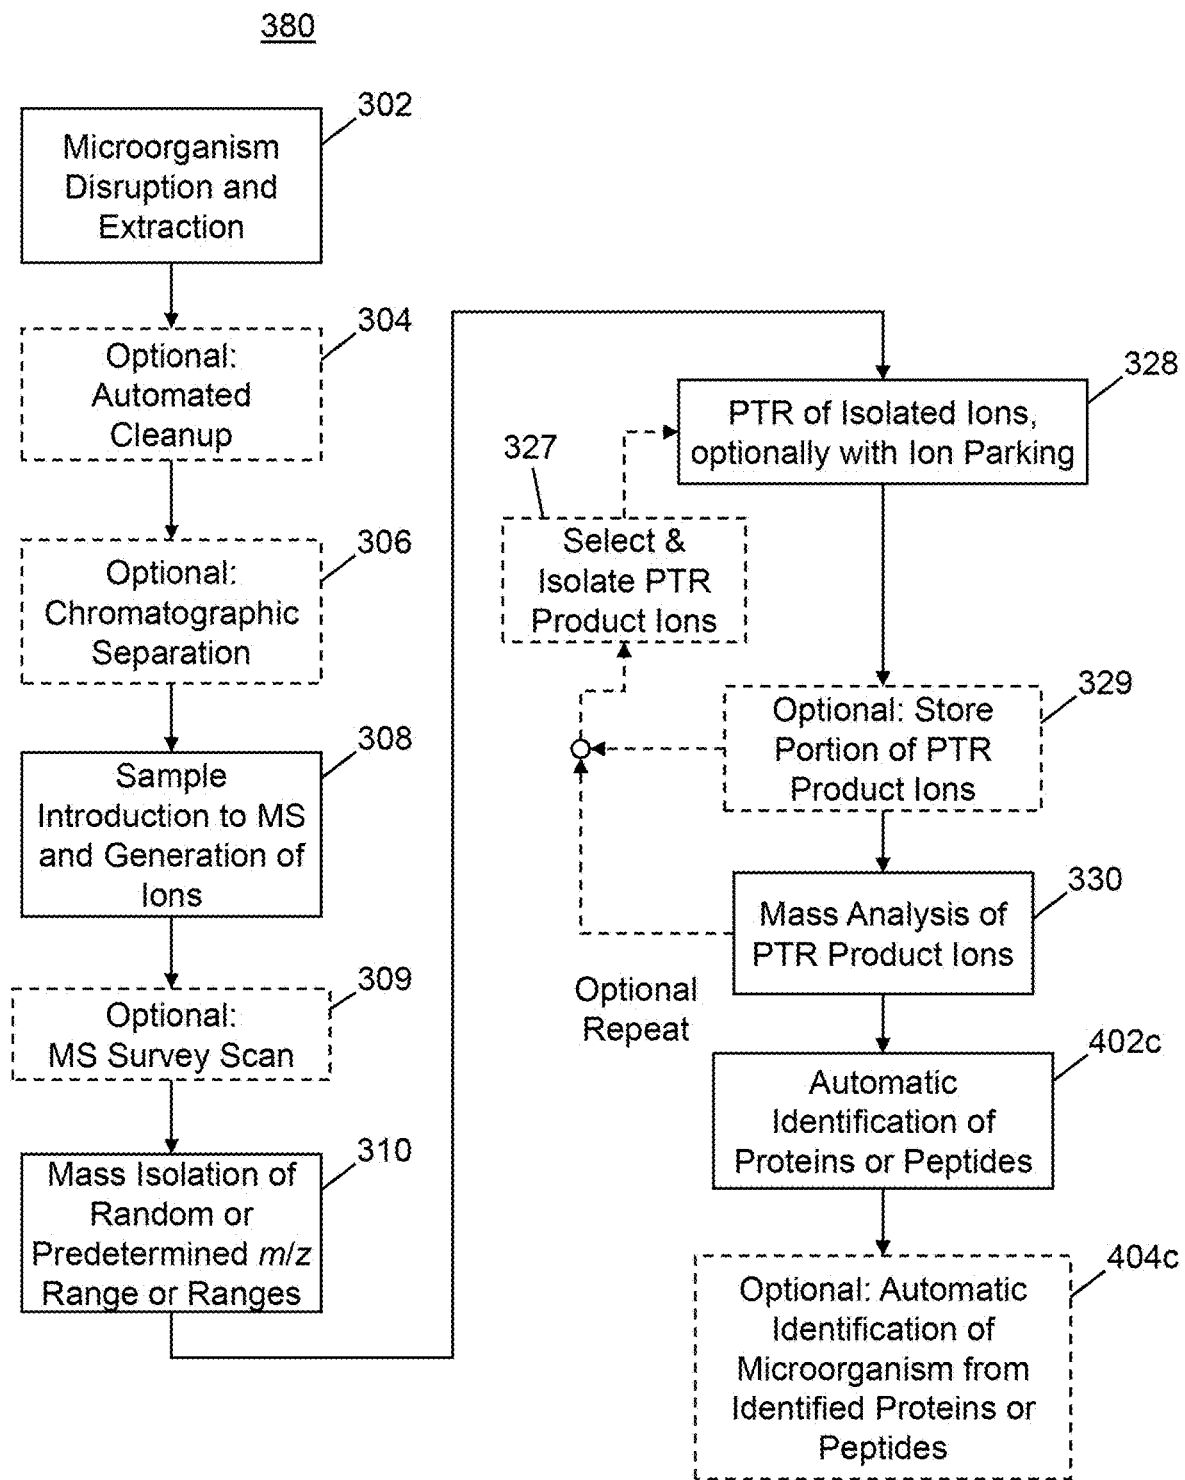 380
302
Microorganism
Disruption and
Extraction
304
Optional:
Automated
Cleanup
306
Optional:
Chromatographic
Separation
308
Sample
Introduction to MS
and Generation of
Ions
309
Optional:
MS Survey Scan
310
Mass Isolation of
Random or
Predetermined m/z
Range or Ranges
328
PTR of Isolated Ions,
optionally with Ion Parking
327
Select &
Isolate PTR
Product Ions
329
Optional: Store
Portion of PTR
Product Ions
330
Mass Analysis of
PTR Product Ions
Optional
Repeat
402c
Automatic
Identification of
Proteins or Peptides
404c
Optional: Automatic
Identification of
Microorganism from
Identified Proteins or
Peptides